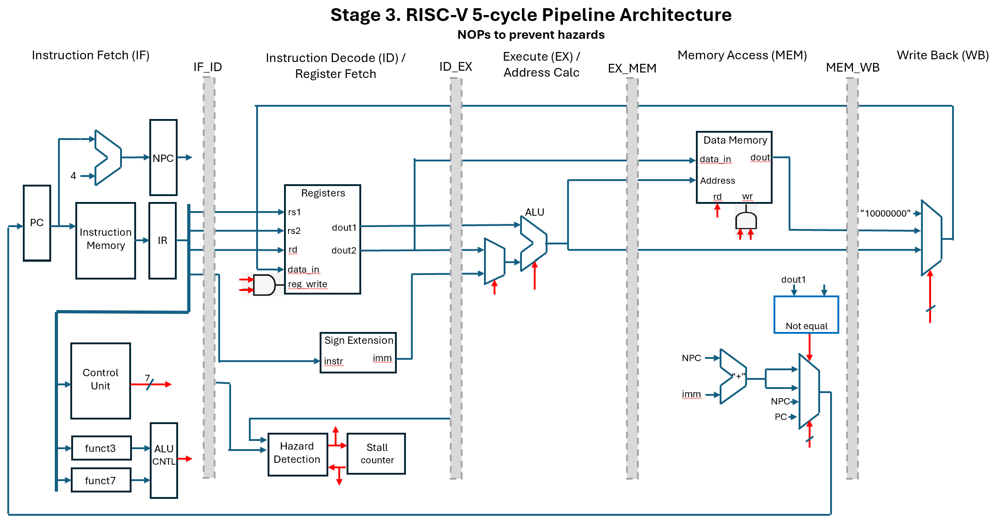 Stage 3. RISC-V 5-cycle Pipeline Architecture
NOPs to prevent hazards
Instruction Fetch (IF)
IF_ID
Instruction Decode (ID) /
Register Fetch
ID_EX
Execute (EX) /
Address Calc
EX_MEM
Memory Access (MEM)
MEM_WB
Write Back (WB)
NPC
4
PC
Instruction
Memory
IR
Registers
rs1
rs2
rd
data_in
reg_write
dout1
dout2
ALU
Data Memory
data_in
dout
Address
rd
wr
"10000000"
dout1
Not equal
Sign Extension
instr
imm
Control
Unit
7
funct3
funct7
ALU
CNTL
Hazard
Detection
Stall
counter
NPC
"+"
imm
NPC
PC